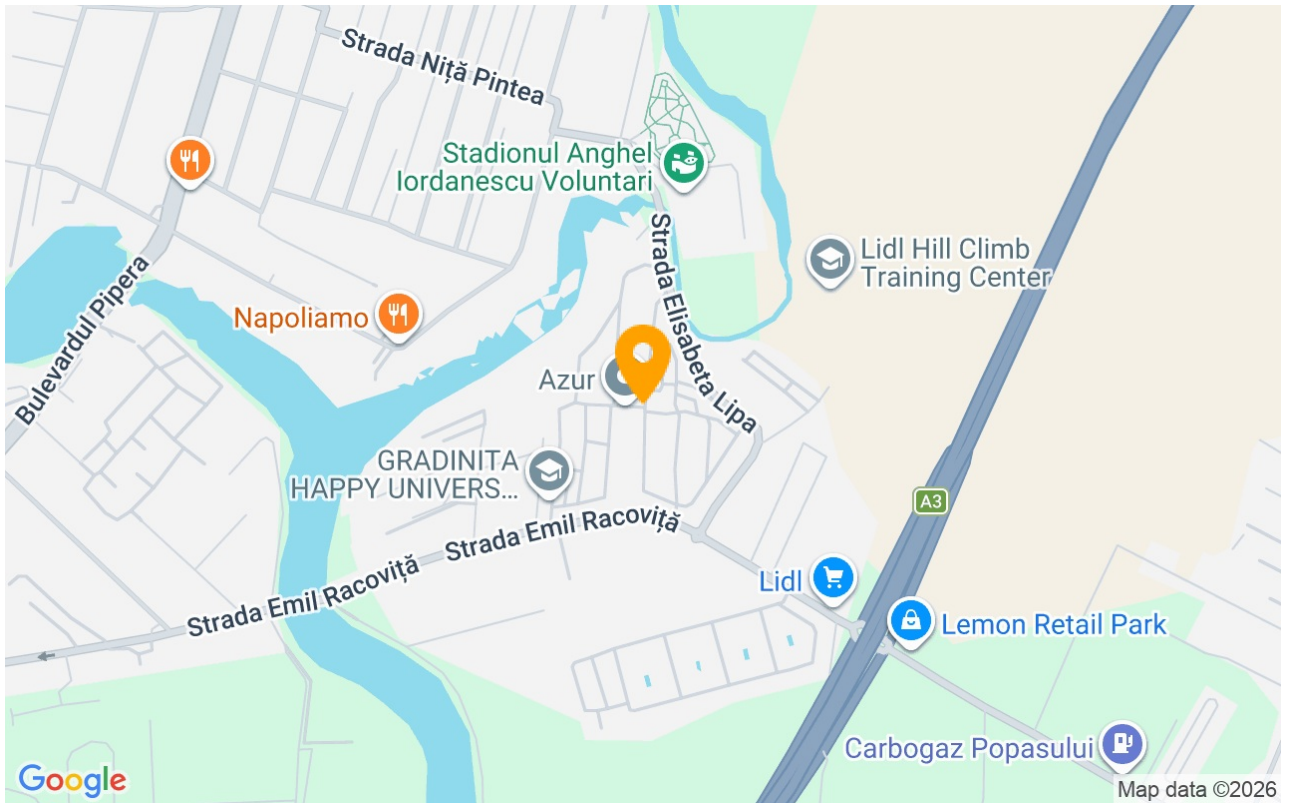 Strada Niță Pintea
Stadionul Anghel
Iordanescu Voluntari
Strada Elisabeta Lipa
Lidl Hill Climb
Training Center
Bulevardul Pipera
Napoliamo
Azur
GRADINITA
HAPPY UNIVERS...
A3
Strada Emil Racoviță
Strada Emil Racoviță
Lidl
Lemon Retail Park
Carbogaz Popasului
Google
Map data ©2026